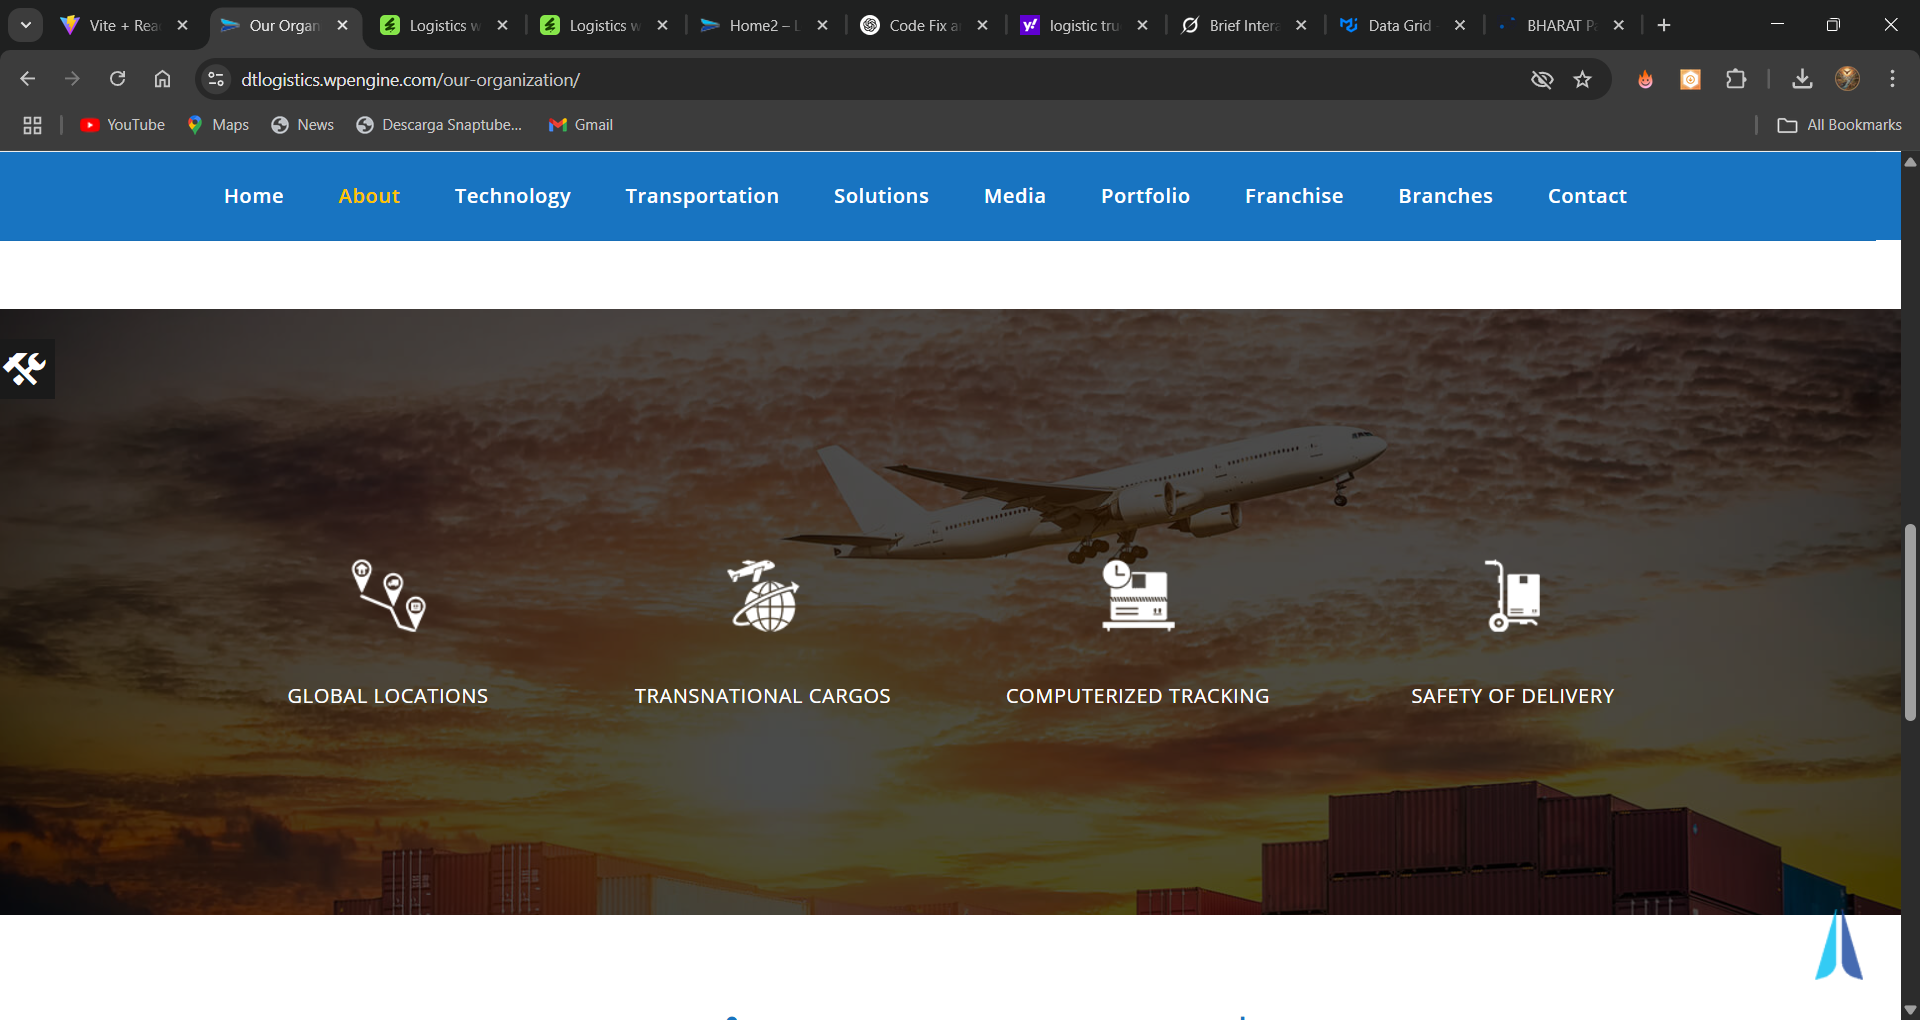 Vite + Rea
Our Organ
Logistics w
Logistics w
Home2 – L
Code Fix a
logistic tru
Brief Intera
Data Grid
BHARAT Pa
dtlogistics.wpengine.com/our-organization/
YouTube
Maps
News
Descarga Snaptube...
Gmail
All Bookmarks
Home
About
Technology
Transportation
Solutions
Media
Portfolio
Franchise
Branches
Contact
GLOBAL LOCATIONS
TRANSNATIONAL CARGOS
COMPUTERIZED TRACKING
SAFETY OF DELIVERY